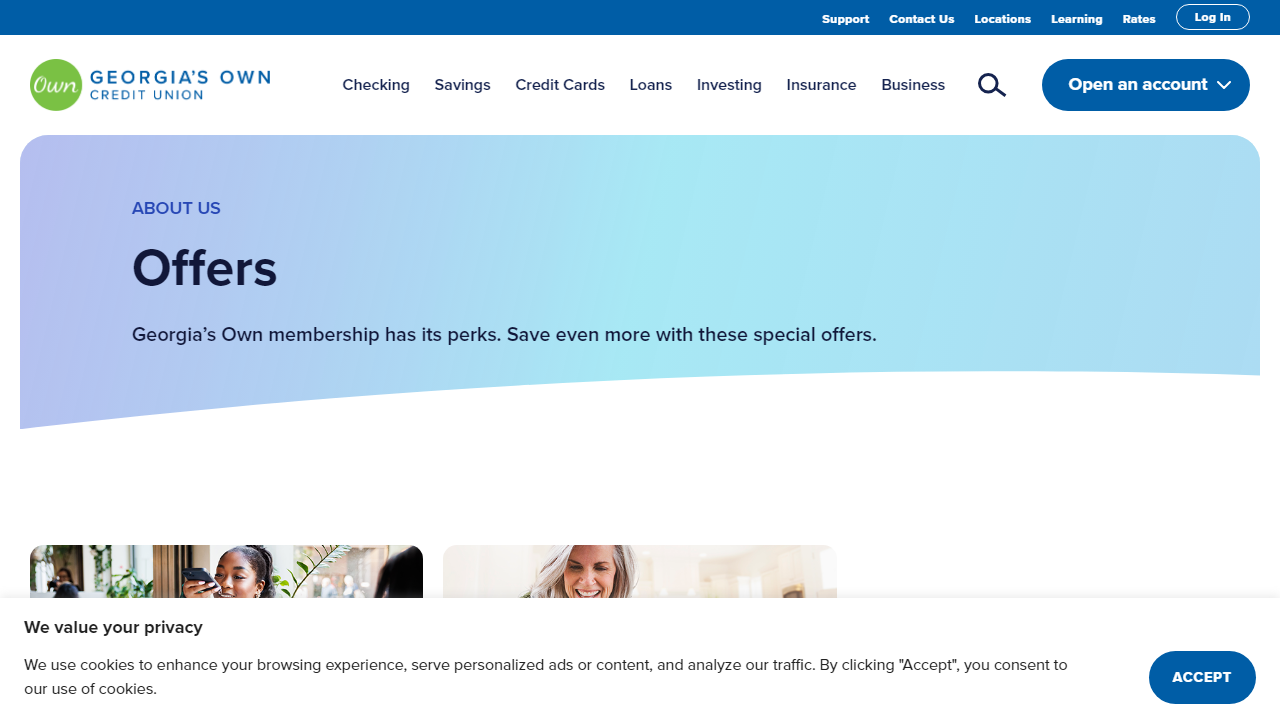 Support Contact Us Locations Learning Rates Log In
Own GEORGIA'S OWN
CREDIT UNION
Checking Savings Credit Cards Loans Investing Insurance Business Open an account
ABOUT US
Offers
Georgia’s Own membership has its perks. Save even more with these special offers.
We value your privacy
We use cookies to enhance your browsing experience, serve personalized ads or content, and analyze our traffic. By clicking "Accept", you consent to
our use of cookies.
ACCEPT